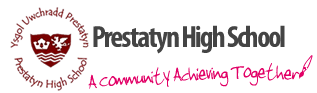 Ysgol Uwchradd Prestatyn
Prestatyn High School
Prestatyn High School
A Community Achieving Together